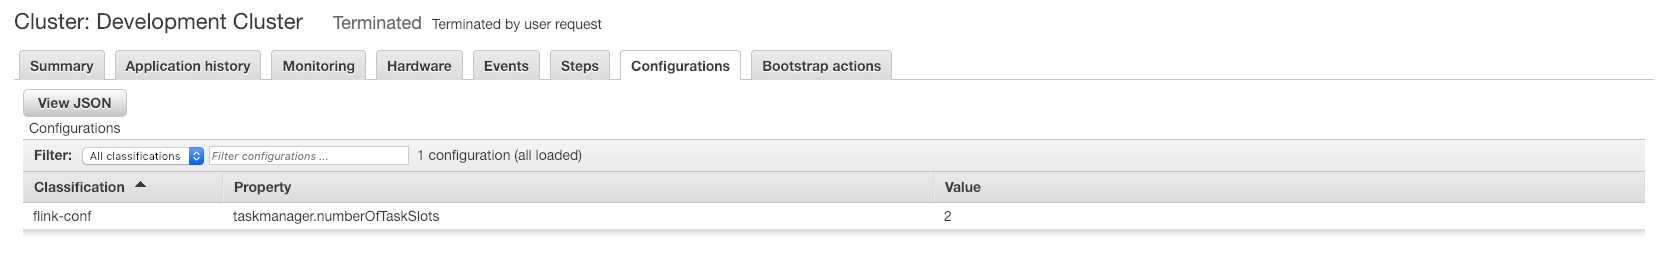 Cluster: Development Cluster Terminated Terminated by user request
Summary Application history Monitoring Hardware Events Steps Configurations Bootstrap actions
View JSON
Configurations
Filter: All classifications Filter configurations ... 1 configuration (all loaded)
Classification Property Value
flink-conf taskmanager.numberOfTaskSlots 2